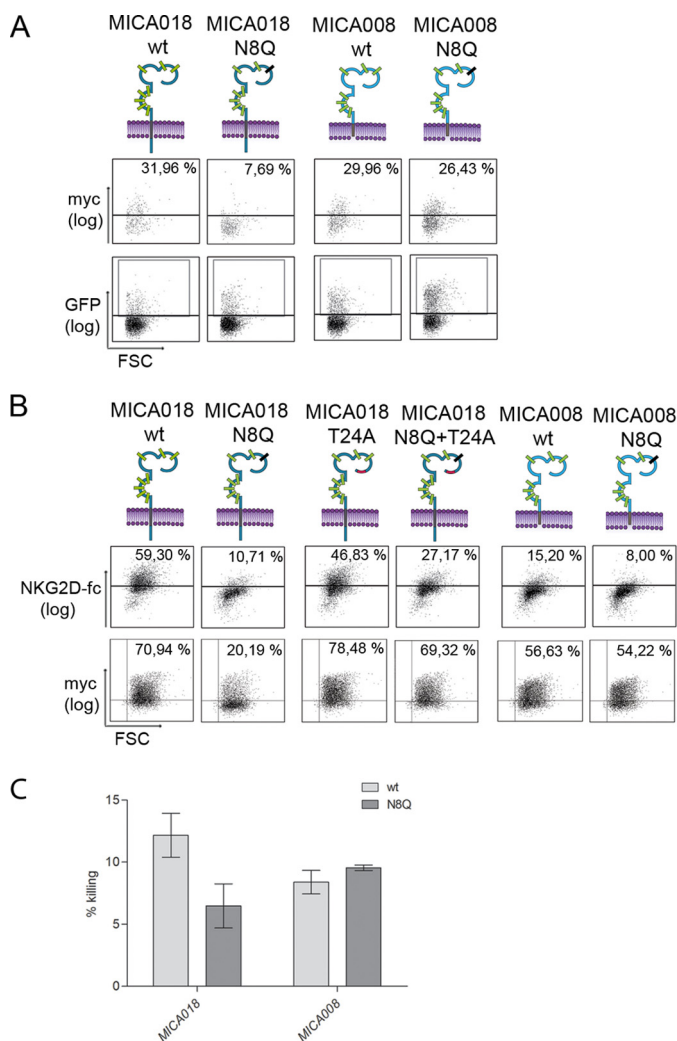 A
MICA018 wt
MICA018 N8Q
MICA008 wt
MICA008 N8Q
myc (log)
31,96 %
7,69 %
29,96 %
26,43 %
GFP (log)
FSC
B
MICA018 wt
MICA018 N8Q
MICA018 T24A
MICA018 N8Q+T24A
MICA008 wt
MICA008 N8Q
NKG2D-fc (log)
59,30 %
10,71 %
46,83 %
27,17 %
15,20 %
8,00 %
myc (log)
70,94 %
20,19 %
78,48 %
69,32 %
56,63 %
54,22 %
FSC
C
wt
N8Q
% killing
15
10
5
0
MICA018
MICA008